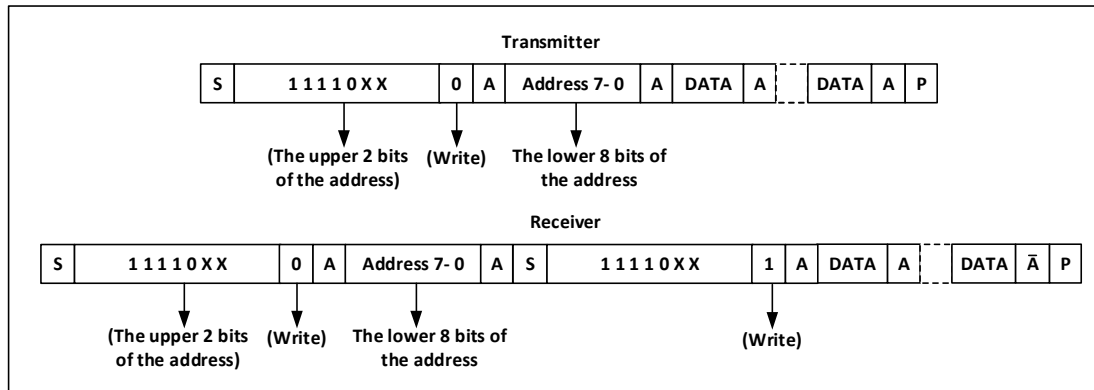 Transmitter
S 1 1 1 1 0 X X 0 A Address 7- 0 A DATA A DATA A P
(The upper 2 bits of the address) (Write) The lower 8 bits of the address
Receiver
S 1 1 1 1 0 X X 0 A Address 7- 0 A S 1 1 1 1 0 X X 1 A DATA A DATA Ā P
(The upper 2 bits of the address) (Write) The lower 8 bits of the address (Write)